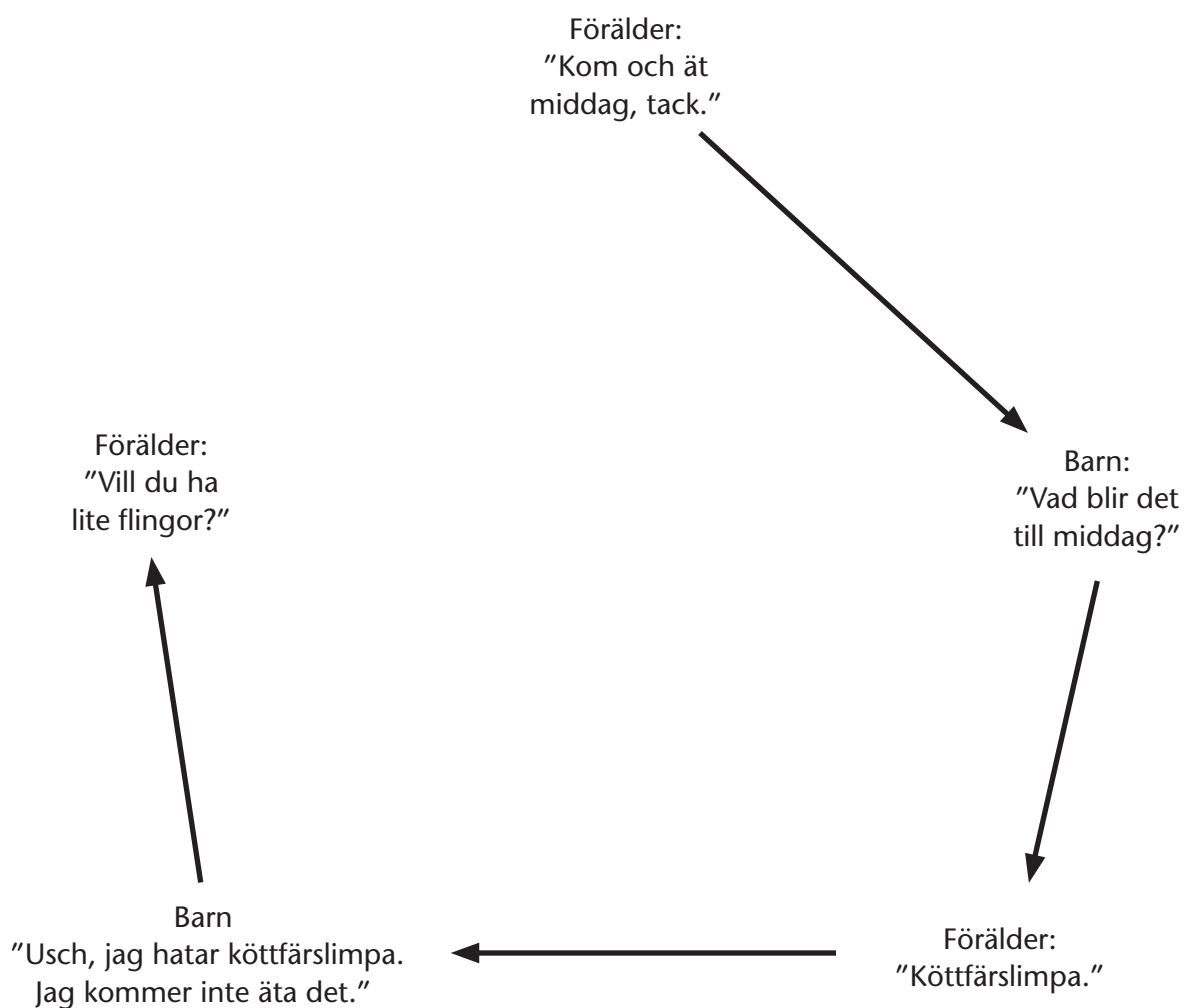 Förälder:
”Kom och ät
middag, tack.”
Barn:
”Vad blir det
till middag?”
Förälder:
”Köttfärslimpa.”
Barn
”Usch, jag hatar köttfärslimpa.
Jag kommer inte äta det.”
Förälder:
”Vill du ha
lite flingor?”